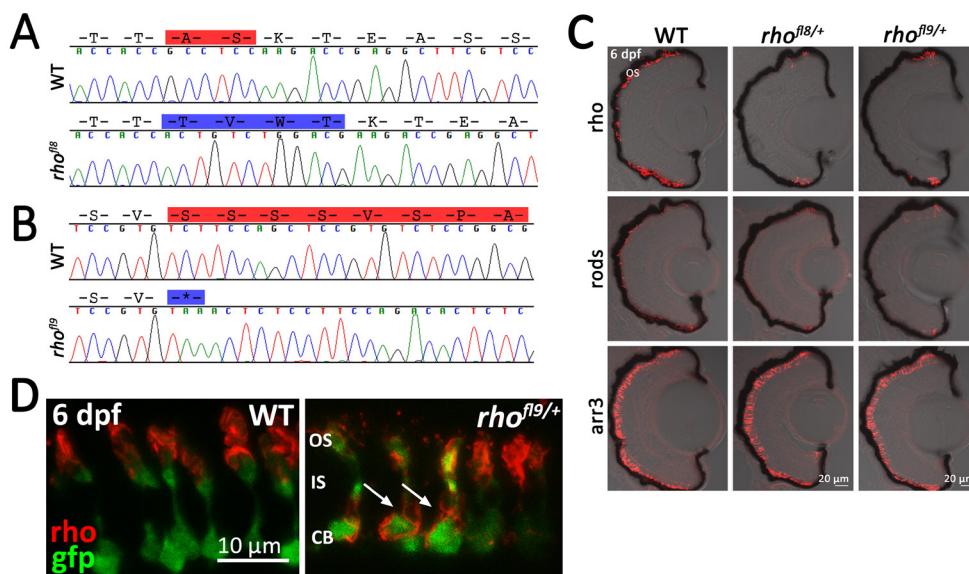 A
-T- -T- -A- -S- -K- -T- -E- -A- -S- -S-
A C C A C C G C C T C C A A G A C C G A G G C T T C G T C C
WT
-T- -T- -T- -V- -W- -T- -K- -T- -E- -A-
A C C A C C A C T G T C T G G A C G A A G A C C G A G G C T
rho fl8
B
-S- -V- -S- -S- -S- -S- -V- -S- -P- -A-
T C C G T G T C T T C C A G C T C C G T G T C T C C G G C G
WT
-S- -V- -*-
T C C G T G T A A A C T C T C C T T C C A G A C A C T C T C
rho fl9
C
WT rho fl8/+ rho fl9/+
6 dpf
OS
rho
rods
arr3
20 µm 20 µm
D
6 dpf WT rho fl9/+
OS
IS
CB
rho
gfp
10 µm